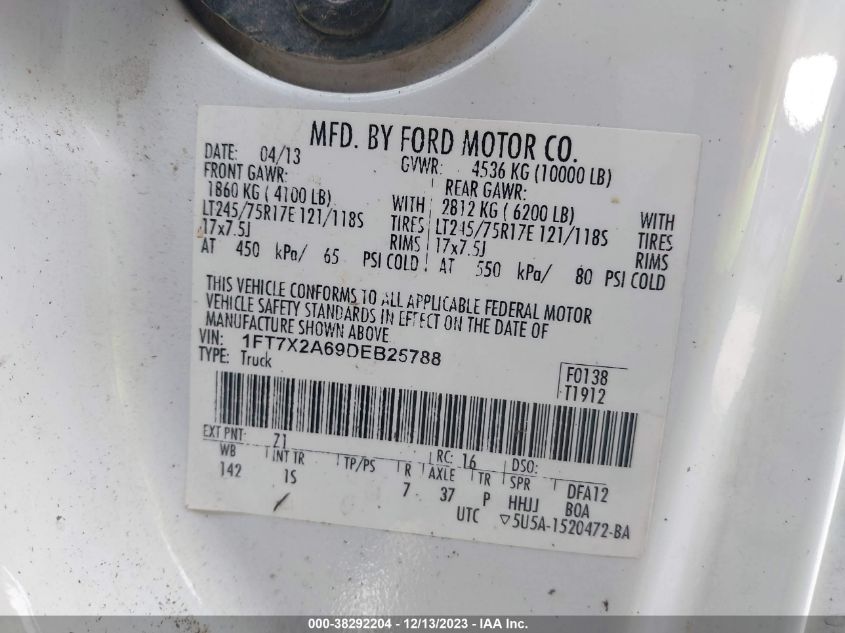 MFD. BY FORD MOTOR CO.
DATE: 04/13 GVWR: 4536 KG (10000 LB)
FRONT GAWR: REAR GAWR:
1860 KG ( 4100 LB) WITH 2812 KG ( 6200 LB) WITH
LT245/75R17E 121/118S TIRES LT245/75R17E 121/118S TIRES
17x7.5J RIMS 17x7.5J RIMS
AT 450 kPa/ 65 PSI COLD AT 550 kPa/ 80 PSI COLD
THIS VEHICLE CONFORMS TO ALL APPLICABLE FEDERAL MOTOR
VEHICLE SAFETY STANDARDS IN EFFECT ON THE DATE OF
MANUFACTURE SHOWN ABOVE.
VIN: 1FT7X2A69DEB25788
TYPE: Truck
F0138
T1912
EXT PNT: Z1 RC: 16 DSO:
WB INT TR TP/PS R AXLE TR SPR DFA12
142 1S 7 37 P HHJJ BOA
UTC ▽5U5A-1520472-BA
000-38292204 - 12/13/2023 - IAA Inc.